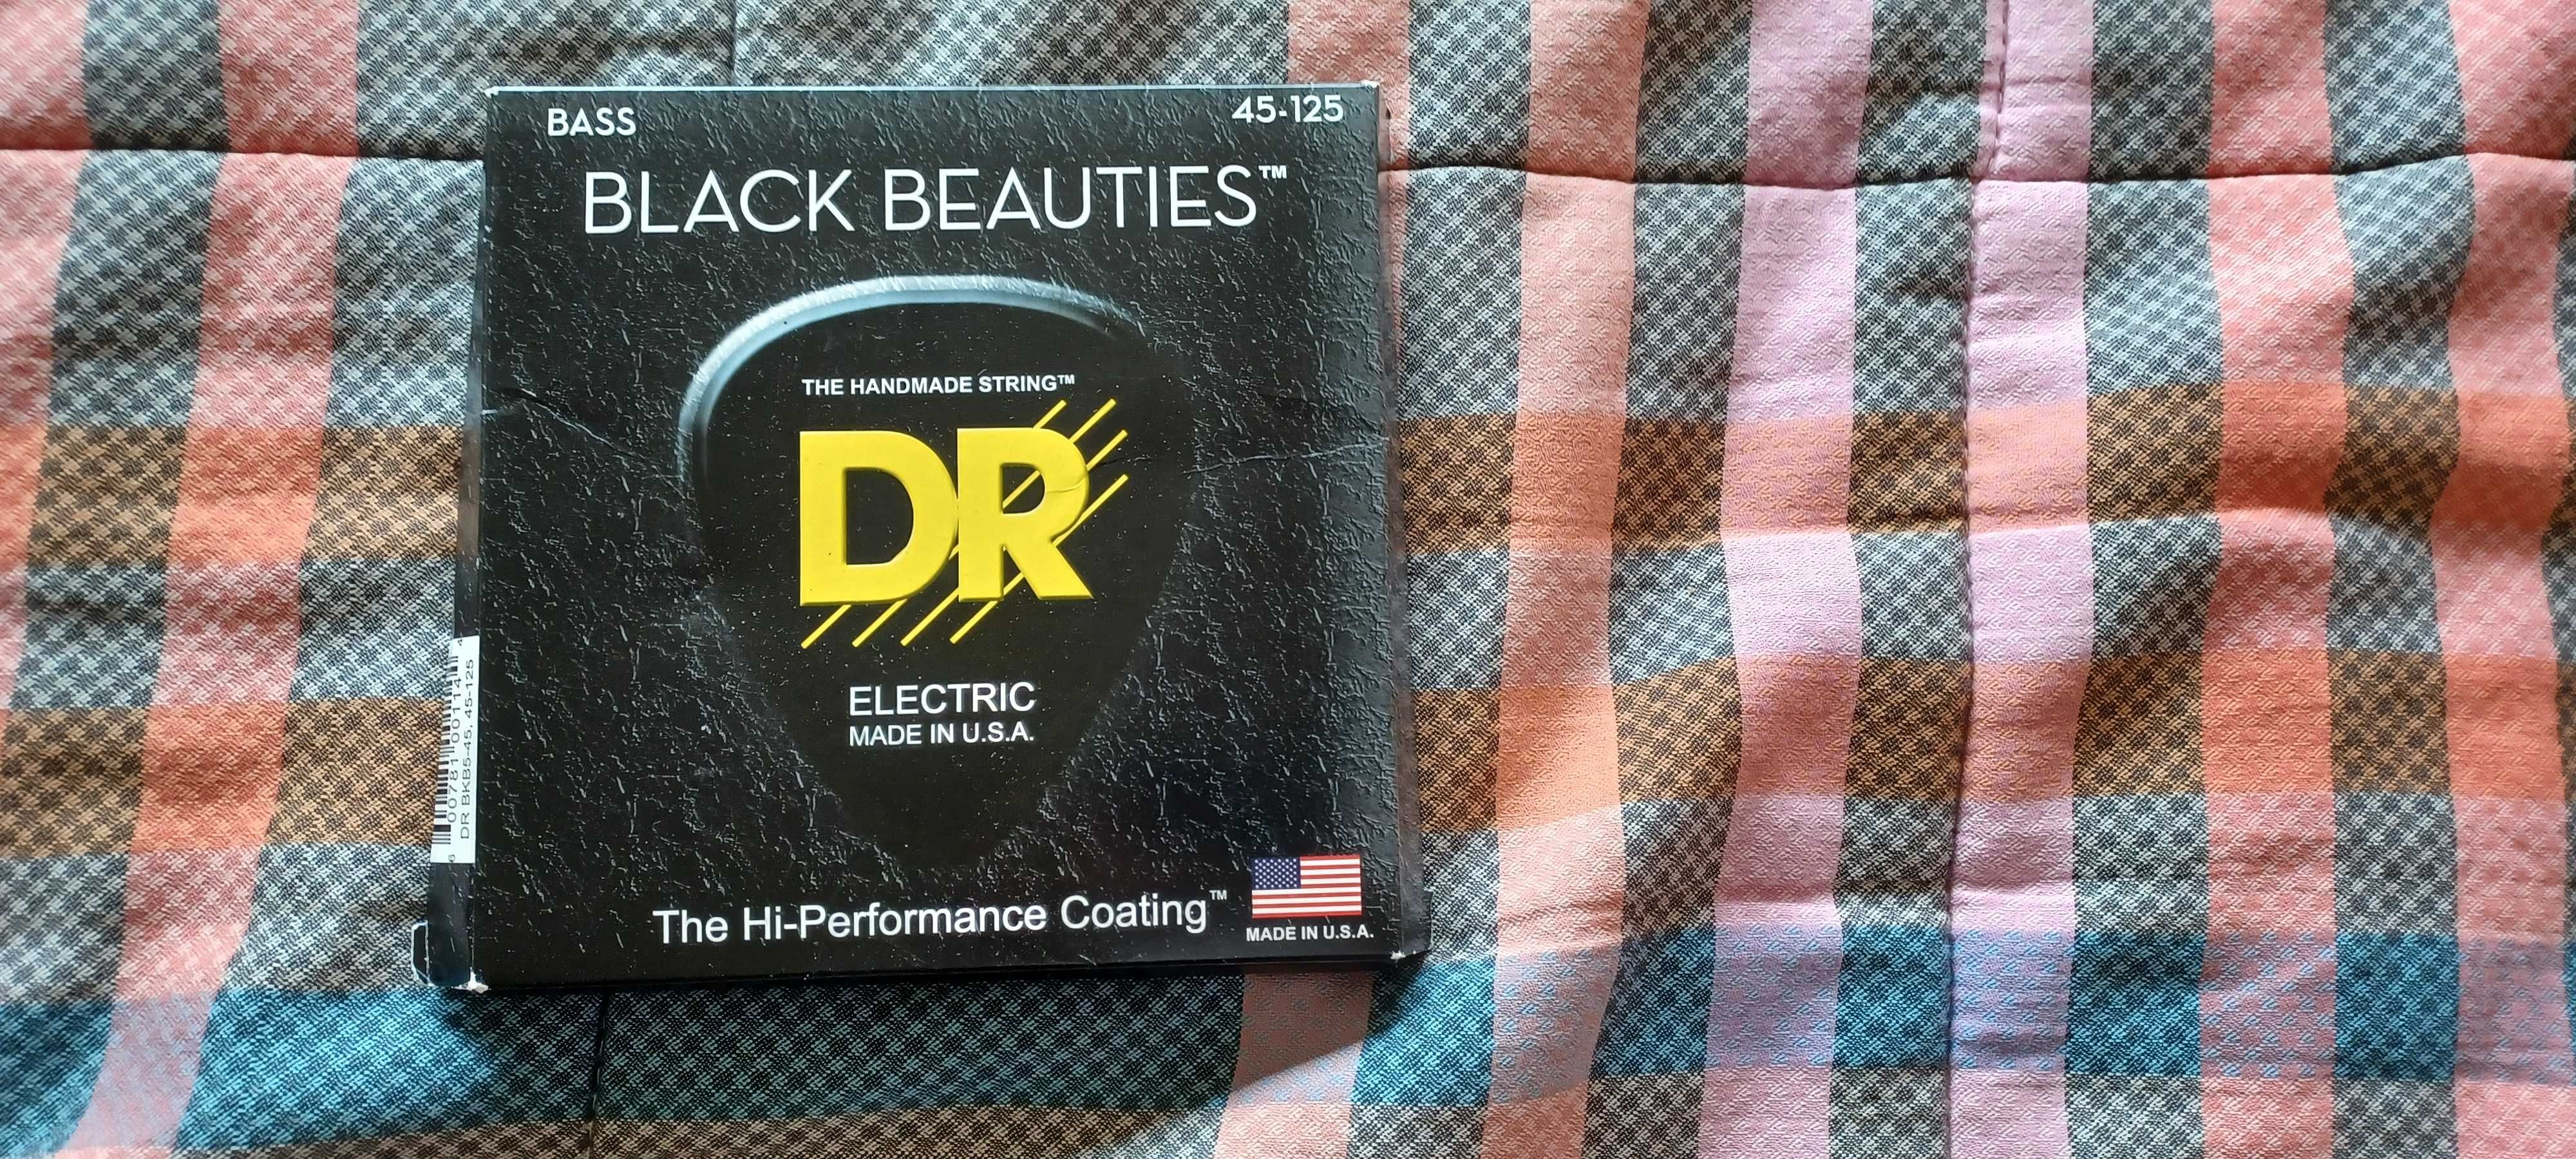 BASS
45-125
BLACK BEAUTIES™
THE HANDMADE STRING™
DR
ELECTRIC
MADE IN U.S.A.
The Hi-Performance Coating™
MADE IN U.S.A.
DR BKB5-45, 45-125